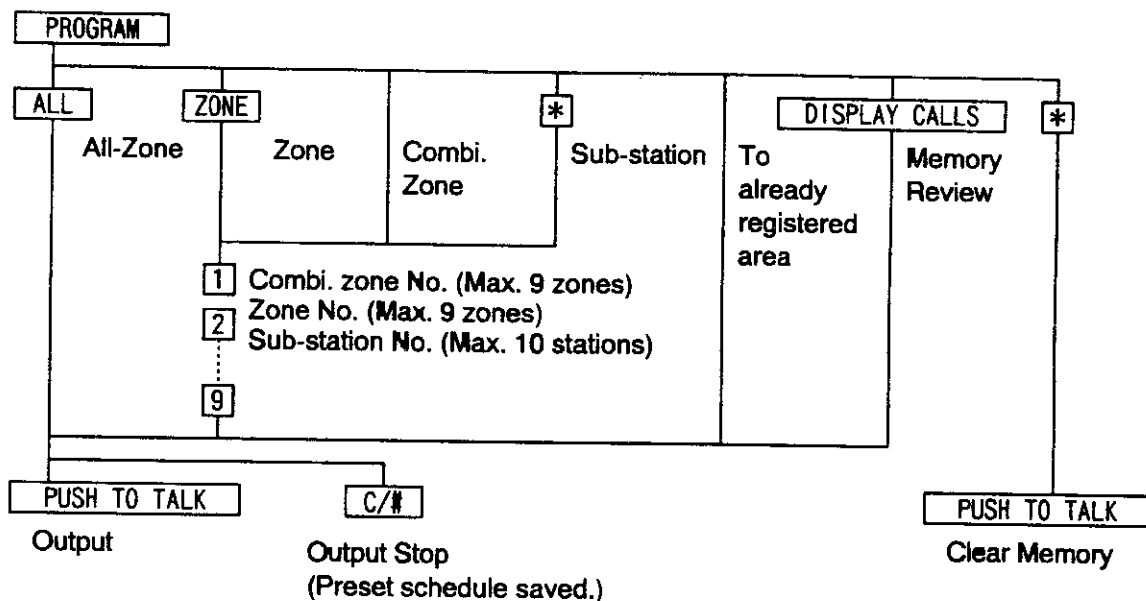 PROGRAM
ALL
ZONE
*
DISPLAY CALLS
*
All-Zone
Zone
Combi.
Zone
Sub-station
To
already
registered
area
Memory
Review
1
Combi. zone No. (Max. 9 zones)
Zone No. (Max. 9 zones)
2
Sub-station No. (Max. 10 stations)
9
PUSH TO TALK
C/#
PUSH TO TALK
Output
Output Stop
(Preset schedule saved.)
Clear Memory